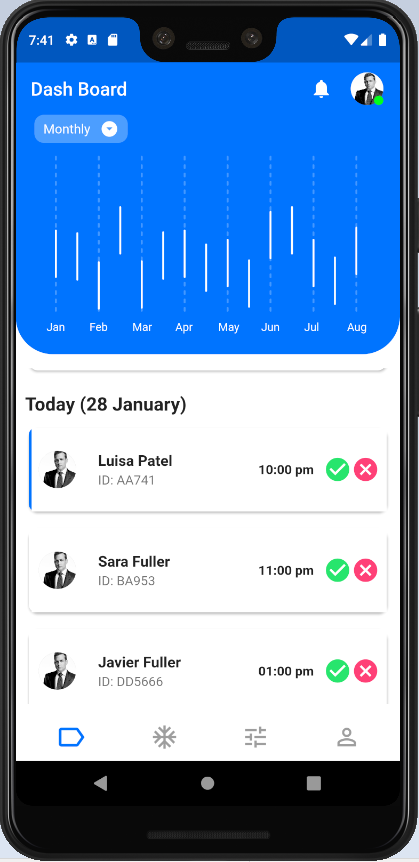 7:41
Dash Board
Monthly
Jan Feb Mar Apr May Jun Jul Aug
Today (28 January)
Luisa Patel
10:00 pm
ID: AA741
Sara Fuller
11:00 pm
ID: BA953
Javier Fuller
01:00 pm
ID: DD5666